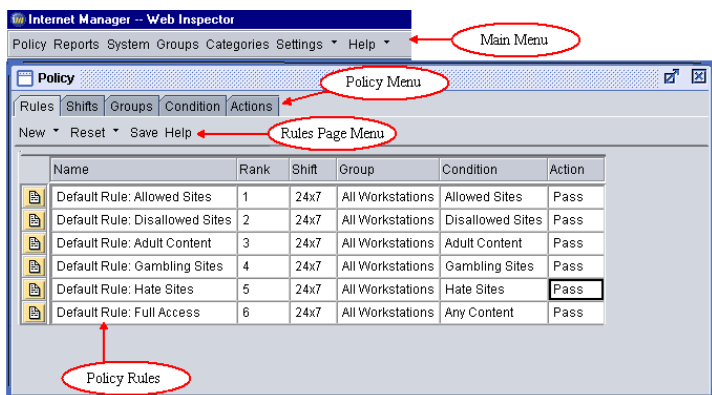 Internet Manager -- Web Inspector
Policy Reports System Groups Categories Settings Help
Main Menu
Policy
Policy Menu
Rules Shifts Groups Condition Actions
New Reset Save Help
Rules Page Menu
Name Rank Shift Group Condition Action
Default Rule: Allowed Sites 1 24x7 All Workstations Allowed Sites Pass
Default Rule: Disallowed Sites 2 24x7 All Workstations Disallowed Sites Pass
Default Rule: Adult Content 3 24x7 All Workstations Adult Content Pass
Default Rule: Gambling Sites 4 24x7 All Workstations Gambling Sites Pass
Default Rule: Hate Sites 5 24x7 All Workstations Hate Sites Pass
Default Rule: Full Access 6 24x7 All Workstations Any Content Pass
Policy Rules